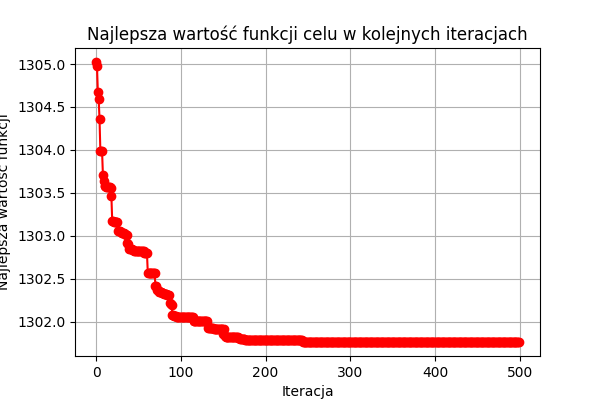 Najlepsza wartość funkcji celu w kolejnych iteracjach
Najlepsza wartość funkcji
1305.0
1304.5
1304.0
1303.5
1303.0
1302.5
1302.0
0 100 200 300 400 500
Iteracja